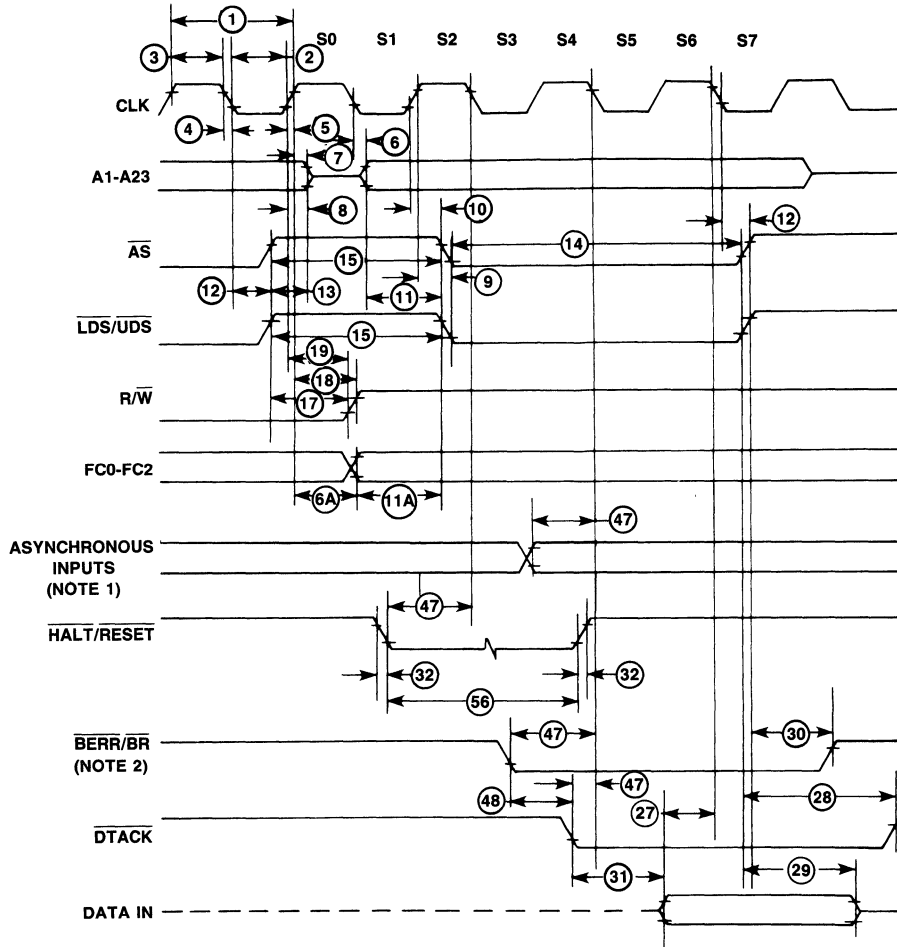 1
S0 S1 S2 S3 S4 S5 S6 S7
3 2
CLK
4 5 6
7
A1-A23
8 10 12
AS
14
15
9
12 13 11
LDS/UDS
15
19
18
R/W
17
FC0-FC2
6A 11A
47
ASYNCHRONOUS
INPUTS
(NOTE 1)
47
HALT/RESET
32 32
56
BERR/BR
(NOTE 2)
47 30
47
48 27 28
DTACK
31 29
DATA IN